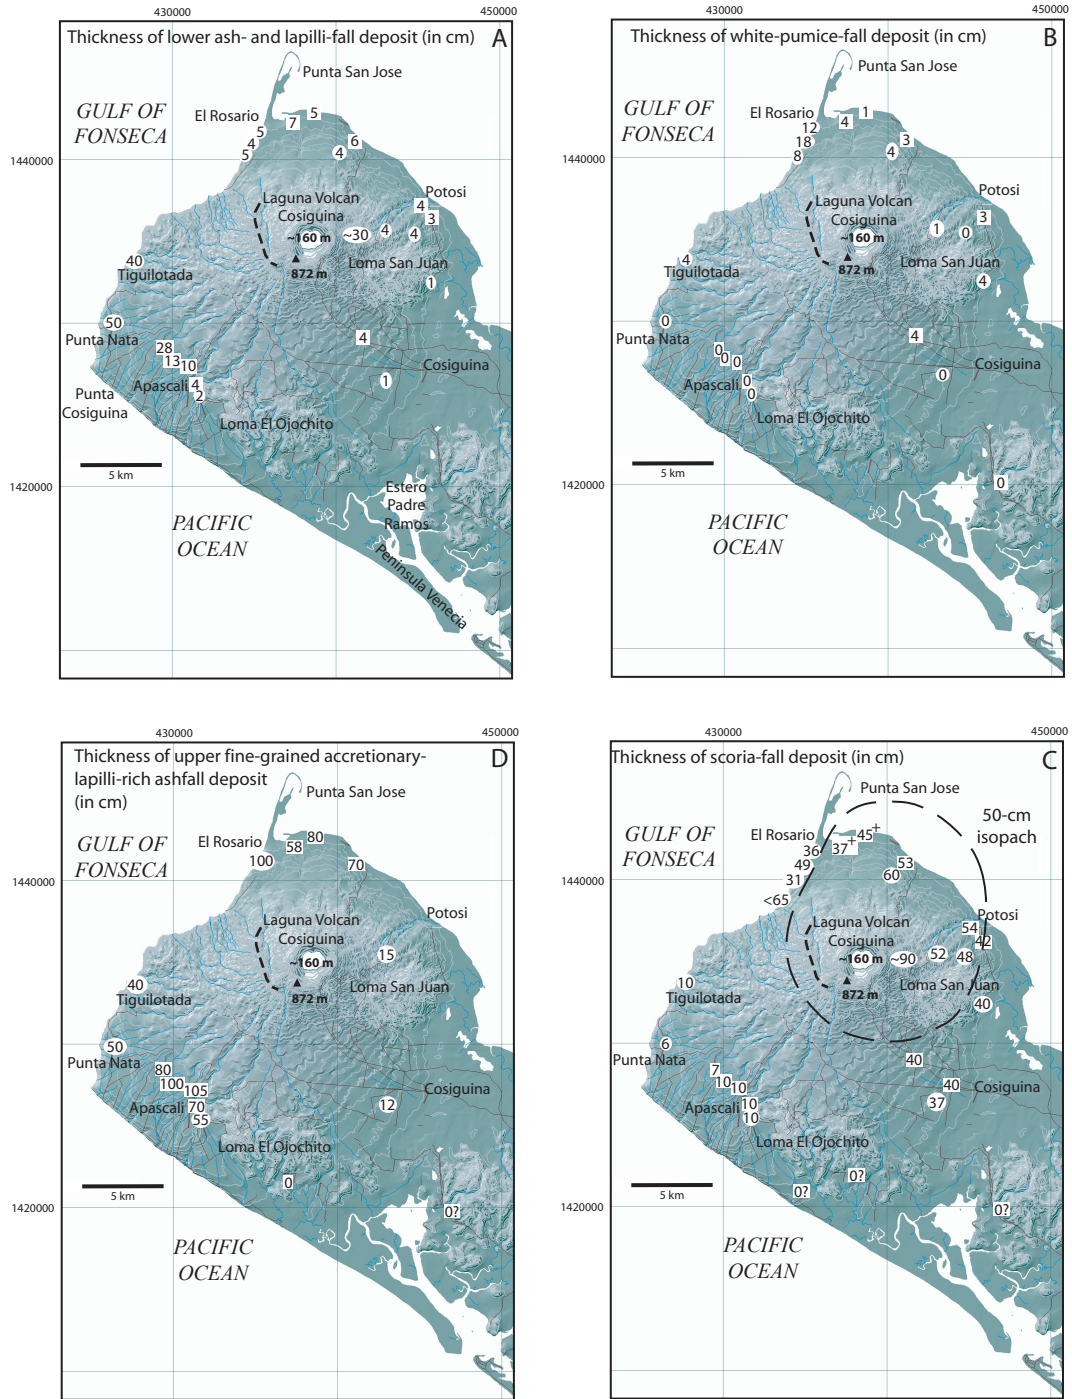 430000
450000
Thickness of lower ash- and lapilli-fall deposit (in cm)
A
Punta San Jose
GULF OF
FONSECA
El Rosario
5
7
5
4
5
6
4
1440000
Laguna Volcan
Cosiguina
Potosi
4
3
~160 m
~30
4
4
872 m
Loma San Juan
40
Tiguilotada
1
50
Punta Nata
4
28
13
10
Cosiguina
Apascali
4
2
1
Punta
Cosiguina
Loma El Ojochito
5 km
1420000
Estero
Padre
Ramos
PACIFIC
OCEAN
Peninsula Venecia
430000
450000
Thickness of white-pumice-fall deposit (in cm)
B
Punta San Jose
GULF OF
FONSECA
El Rosario
1
4
12
18
8
3
4
1440000
Laguna Volcan
Cosiguina
Potosi
3
~160 m
1
0
872 m
Loma San Juan
4
Tiguilotada
4
0
Punta Nata
4
0
0
0
Cosiguina
Apascali
0
0
0
Loma El Ojochito
5 km
1420000
0
PACIFIC
OCEAN
430000
450000
Thickness of upper fine-grained accretionary-
lapilli-rich ashfall deposit
(in cm)
D
Punta San Jose
GULF OF
FONSECA
El Rosario
80
58
100
70
1440000
Laguna Volcan
Cosiguina
Potosi
15
~160 m
872 m
Loma San Juan
40
Tiguilotada
50
Punta Nata
80
100
105
Cosiguina
Apascali
70
55
12
Loma El Ojochito
0
5 km
1420000
0?
PACIFIC
OCEAN
430000
450000
Thickness of scoria-fall deposit (in cm)
C
Punta San Jose
50-cm
isopach
GULF OF
FONSECA
El Rosario
45+
37+
36
49
31
53
60
1440000
<65
Laguna Volcan
Cosiguina
Potosi
54
42
~160 m
~90
52
48
872 m
Loma San Juan
10
Tiguilotada
40
6
Punta Nata
40
7
10
10
40
Cosiguina
Apascali
10
10
37
Loma El Ojochito
0?
0?
5 km
1420000
0?
PACIFIC
OCEAN